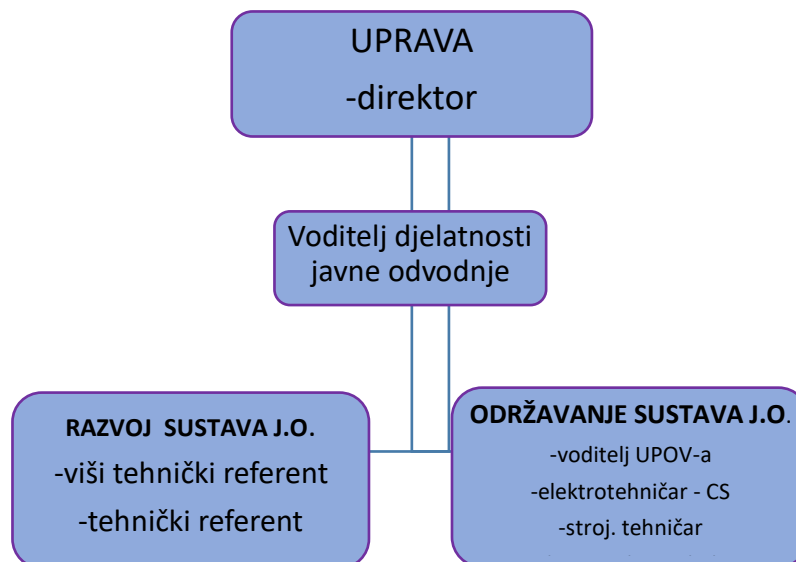 UPRAVA
-direktor
Voditelj djelatnosti
javne odvodnje
RAZVOJ SUSTAVA J.O.
-viši tehnički referent
-tehnički referent
ODRŽAVANJE SUSTAVA J.O.
-voditelj UPOV-a
-elektrotehničar - CS
-stroj. tehničar